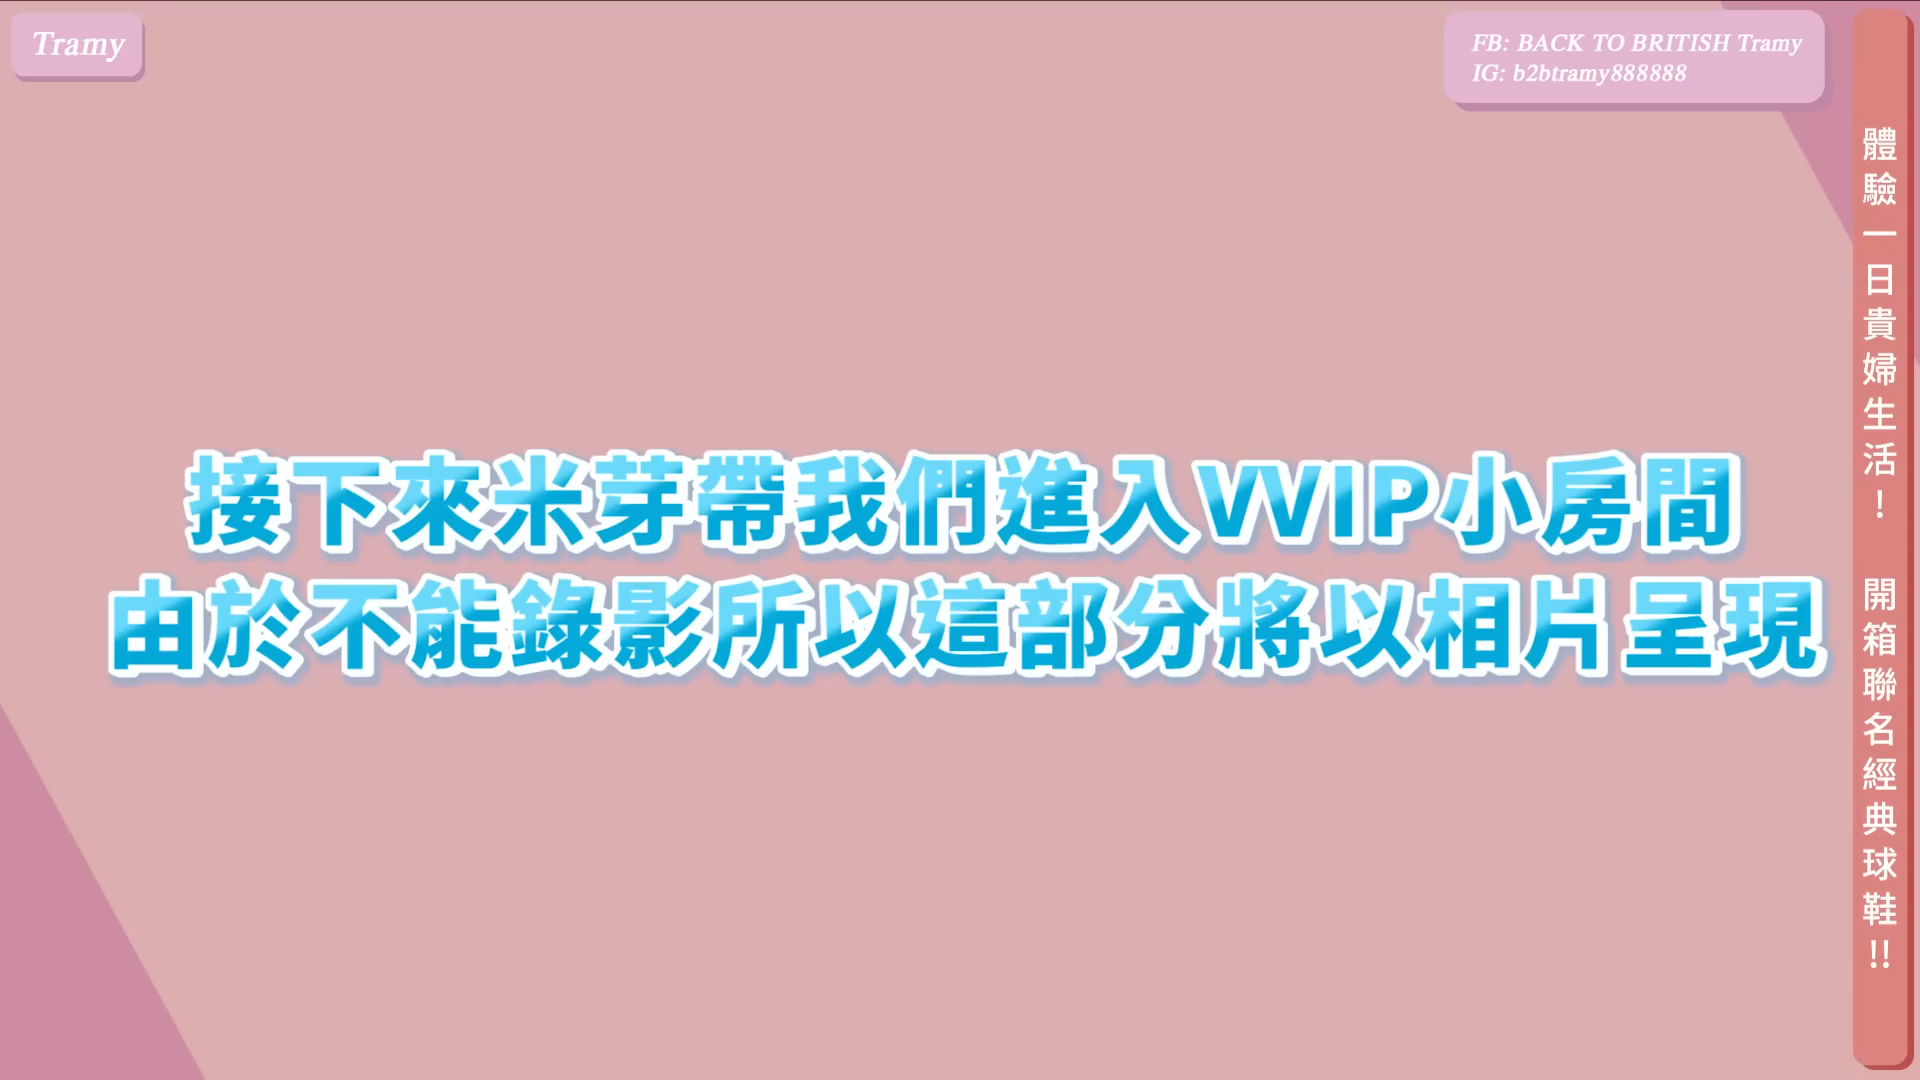 Tramy
FB: BACK TO BRITISH Tramy
IG: b2btramy888888
接下來米芽帶我們進入VVIP小房間
由於不能錄影所以這部分將以相片呈現
體驗一日貴婦生活！ 開箱聯名經典球鞋!!